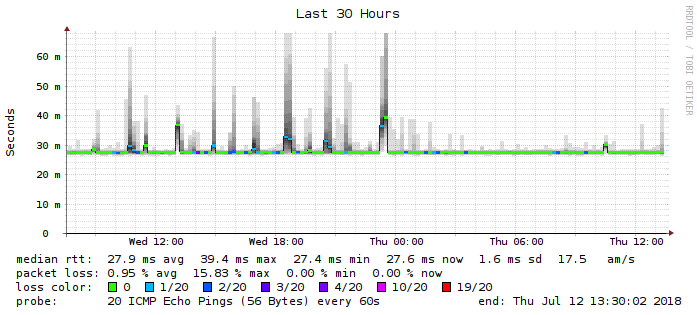 Last 30 Hours
RRDTOOL / TOBI OETIKER
Seconds
60 m
50 m
40 m
30 m
20 m
10 m
0
Wed 12:00 Wed 18:00 Thu 00:00 Thu 06:00 Thu 12:00
median rtt: 27.9 ms avg 39.4 ms max 27.4 ms min 27.6 ms now 1.6 ms sd 17.5 am/s
packet loss: 0.95 % avg 15.83 % max 0.00 % min 0.00 % now
loss color: 0 1/20 2/20 3/20 4/20 10/20 19/20
probe: 20 ICMP Echo Pings (56 Bytes) every 60s end: Thu Jul 12 13:30:02 2018